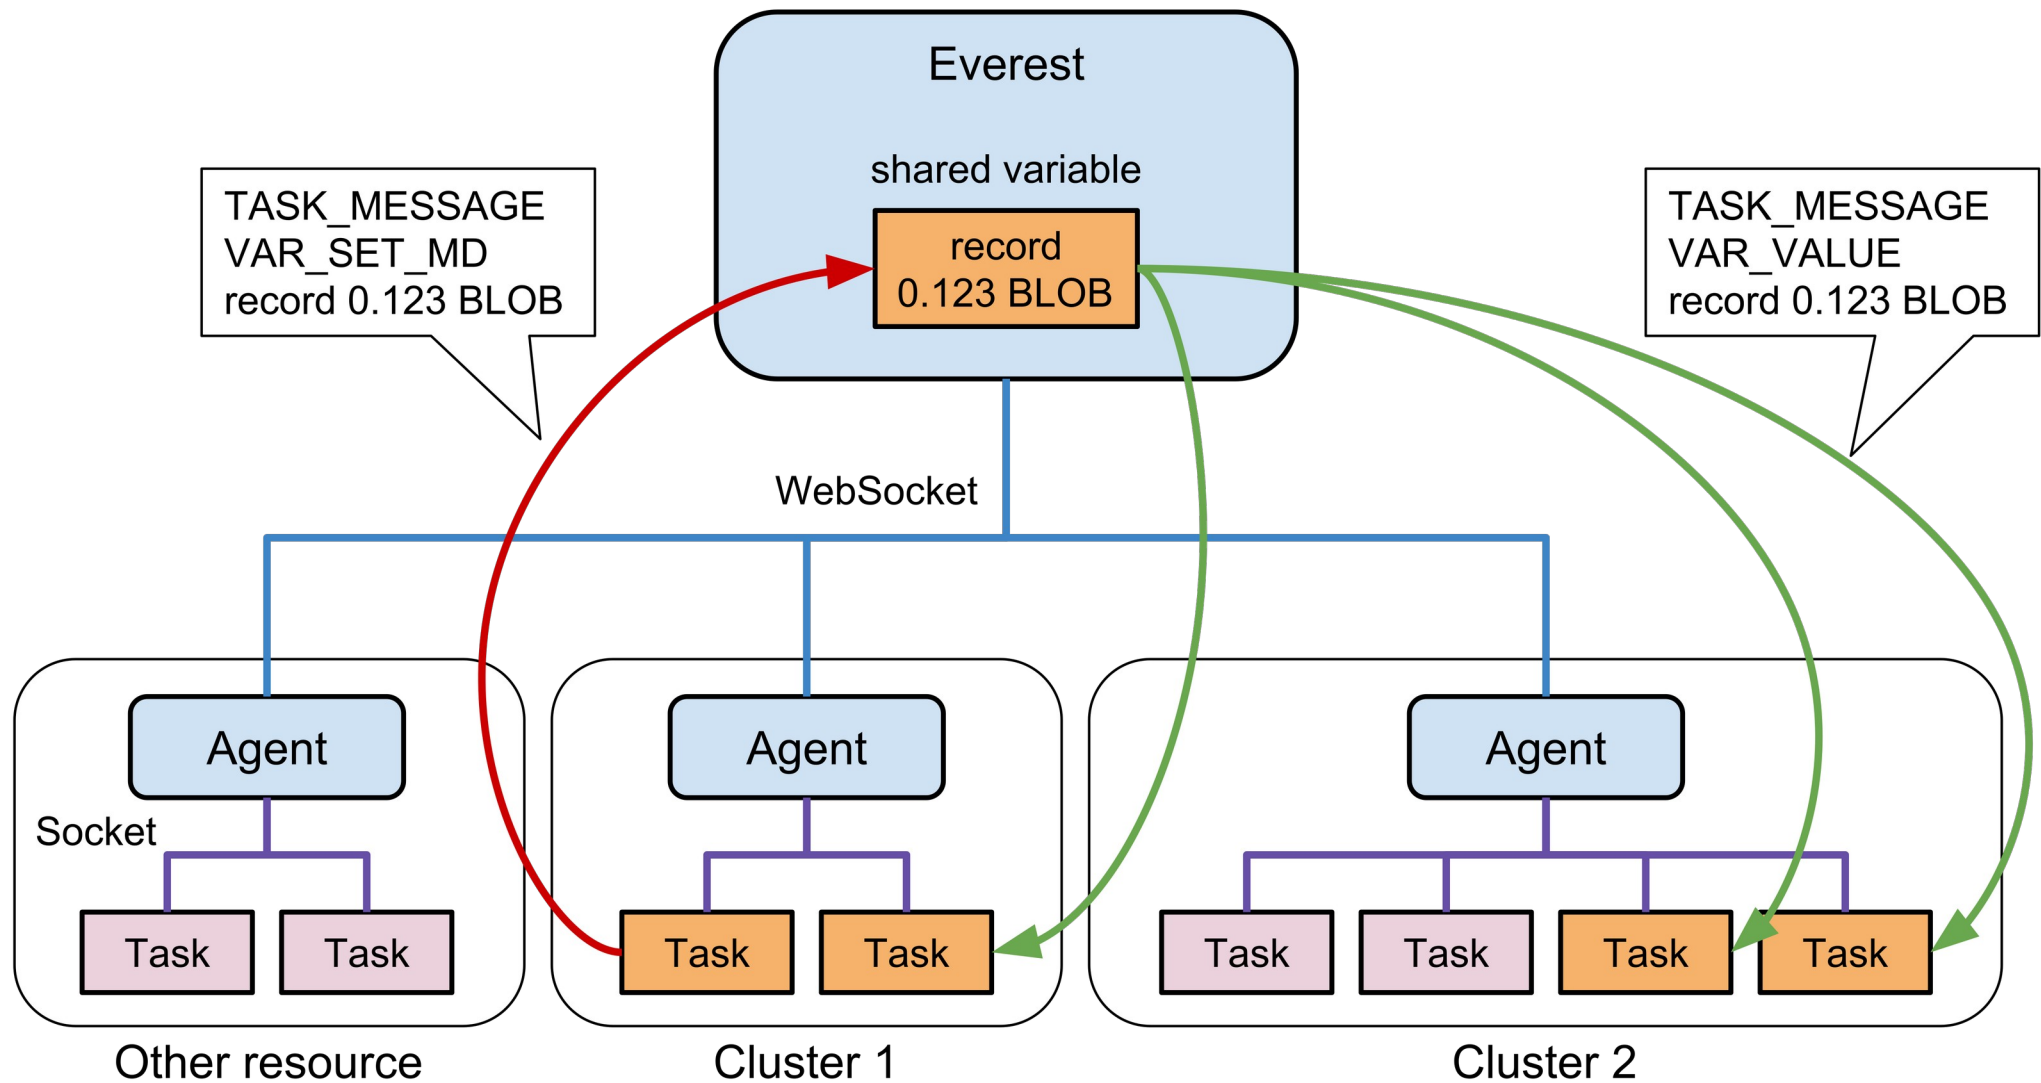 Everest
shared variable
record
0.123 BLOB
TASK_MESSAGE
VAR_SET_MD
record 0.123 BLOB
TASK_MESSAGE
VAR_VALUE
record 0.123 BLOB
WebSocket
Agent
Agent
Agent
Socket
Task
Task
Task
Task
Task
Task
Task
Task
Other resource
Cluster 1
Cluster 2